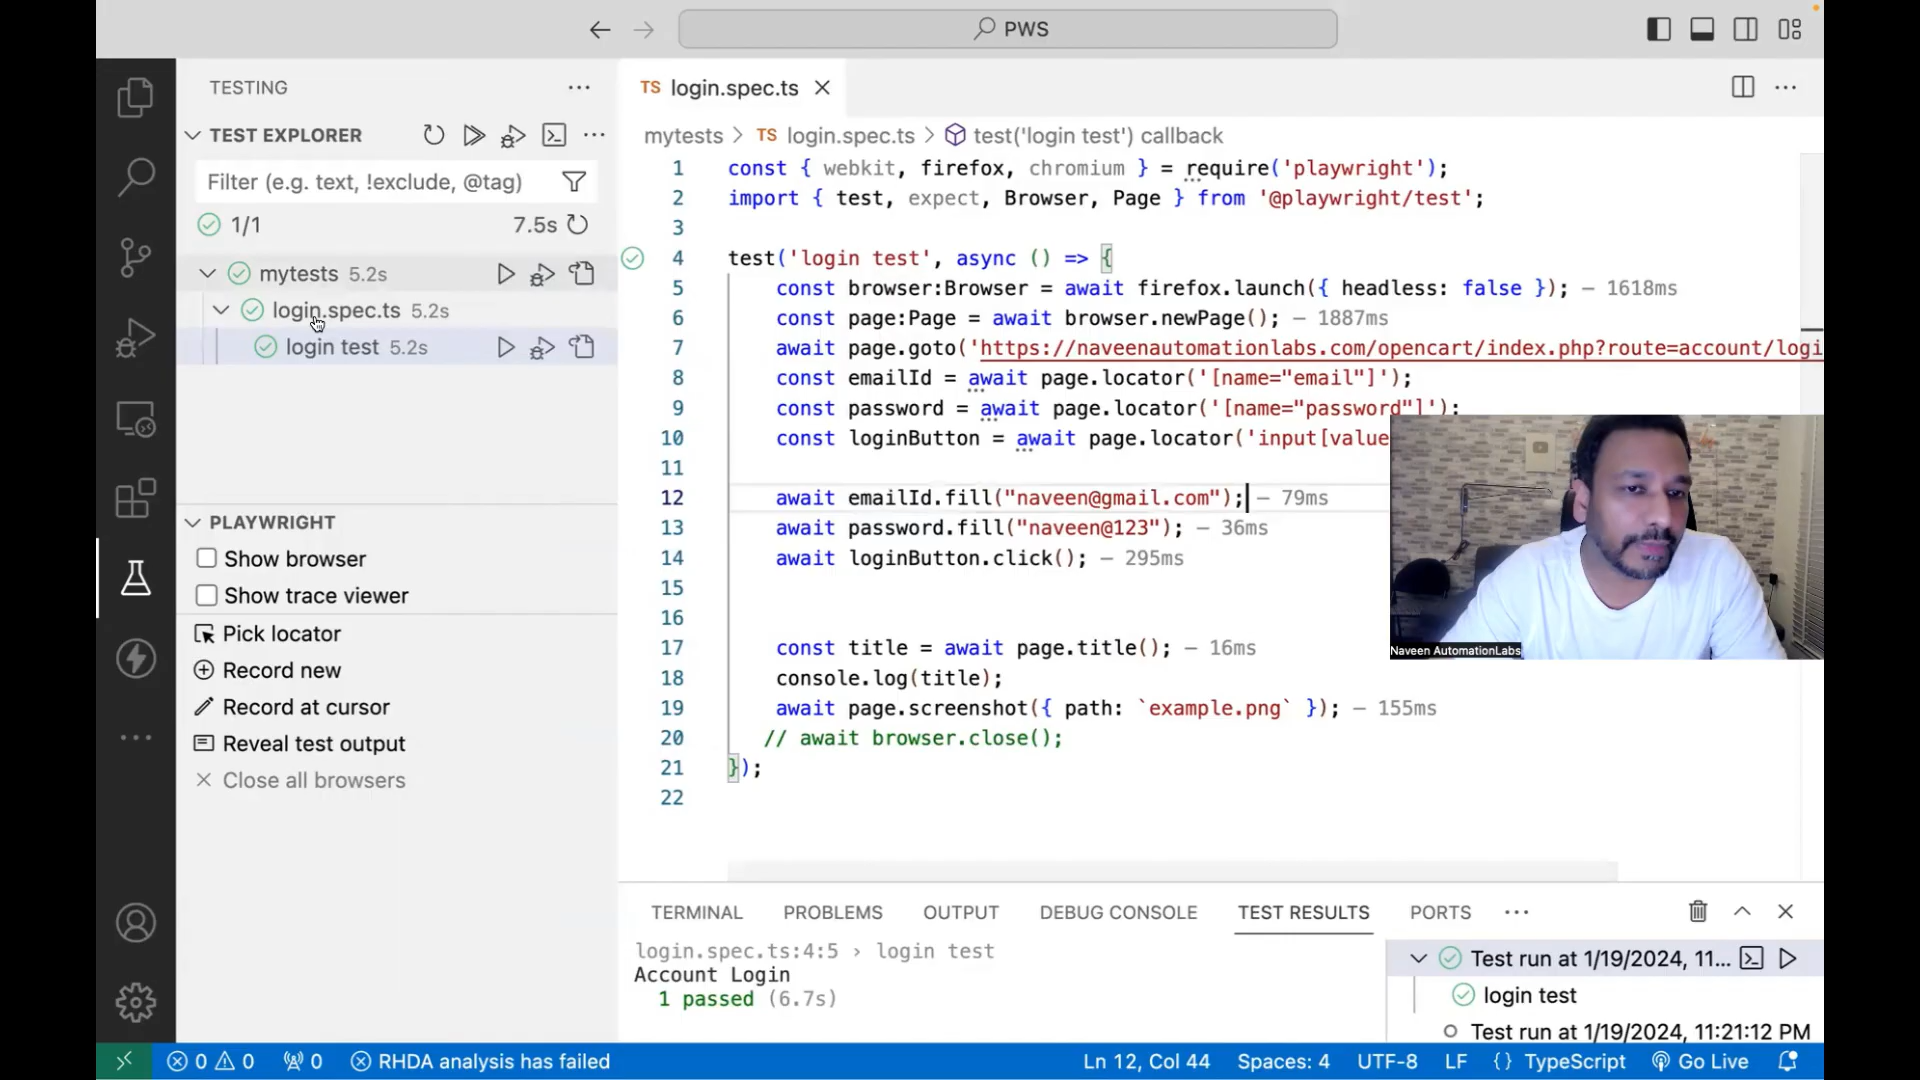 PWS
TESTING
TEST EXPLORER
Filter (e.g. text, !exclude, @tag)
1/1 7.5s
mytests 5.2s
login.spec.ts 5.2s
login test 5.2s
PLAYWRIGHT
Show browser
Show trace viewer
Pick locator
Record new
Record at cursor
Reveal test output
Close all browsers
TS login.spec.ts
mytests > TS login.spec.ts > test('login test') callback
1 const { webkit, firefox, chromium } = require('playwright');
2 import { test, expect, Browser, Page } from '@playwright/test';
3
4 test('login test', async () => {
5 const browser:Browser = await firefox.launch({ headless: false }); — 1618ms
6 const page:Page = await browser.newPage(); — 1887ms
7 await page.goto('https://naveenautomationlabs.com/opencart/index.php?route=account/logi
8 const emailId = await page.locator('[name="email"]');
9 const password = await page.locator('[name="password"]');
10 const loginButton = await page.locator('input[value
11
12 await emailId.fill("naveen@gmail.com"); — 79ms
13 await password.fill("naveen@123"); — 36ms
14 await loginButton.click(); — 295ms
15
16
17 const title = await page.title(); — 16ms
18 console.log(title);
19 await page.screenshot({ path: `example.png` }); — 155ms
20 // await browser.close();
21 });
22
Naveen AutomationLabs
TERMINAL PROBLEMS OUTPUT DEBUG CONSOLE TEST RESULTS PORTS
login.spec.ts:4:5 › login test
Account Login
1 passed (6.7s)
Test run at 1/19/2024, 11...
login test
Test run at 1/19/2024, 11:21:12 PM
0 0 0 RHDA analysis has failed Ln 12, Col 44 Spaces: 4 UTF-8 LF {} TypeScript Go Live